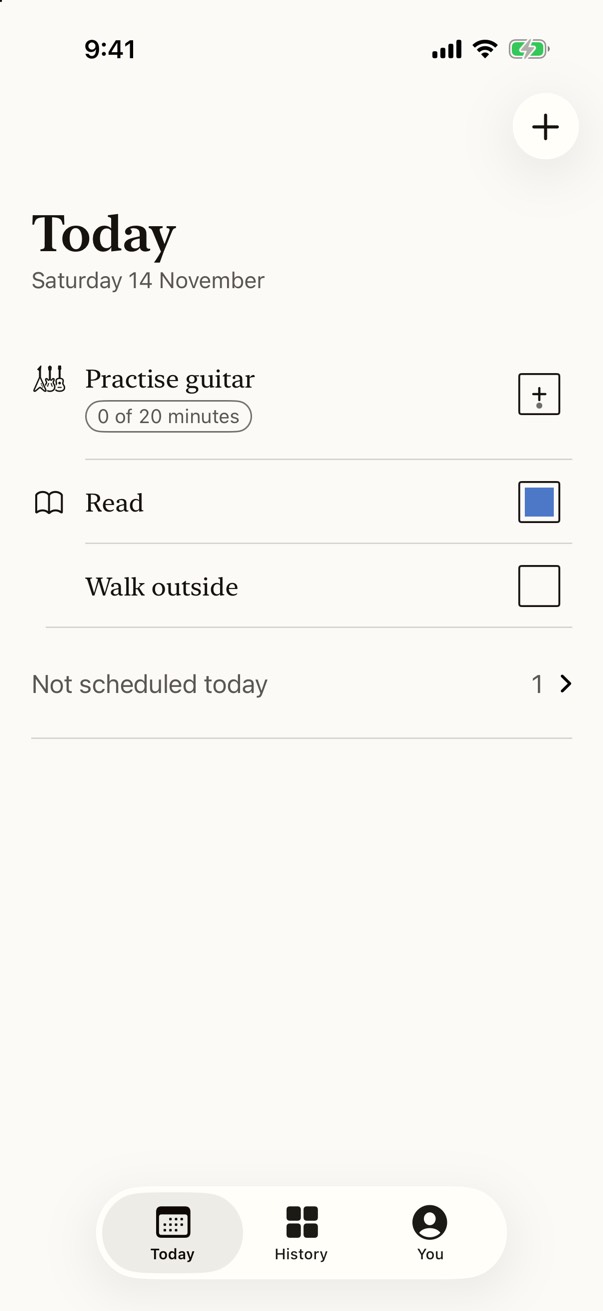 9:41
Today
Saturday 14 November
Practise guitar
0 of 20 minutes
Read
Walk outside
Not scheduled today 1
Today History You